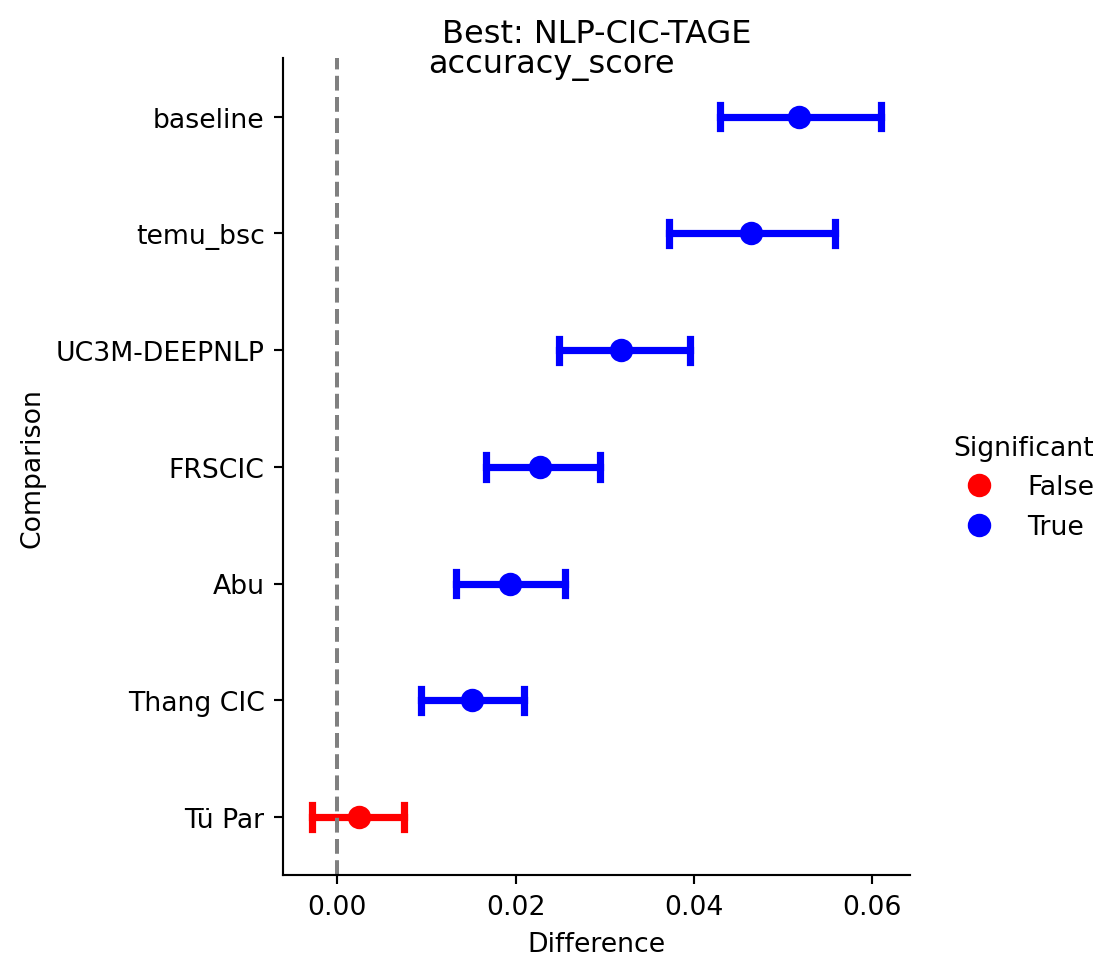 Best: NLP-CIC-TAGE
accuracy_score
baseline
temu_bsc
UC3M-DEEPNLP
FRSCIC
Abu
Thang CIC
Tü Par
Comparison
0.00 0.02 0.04 0.06
Difference
Significant
False
True